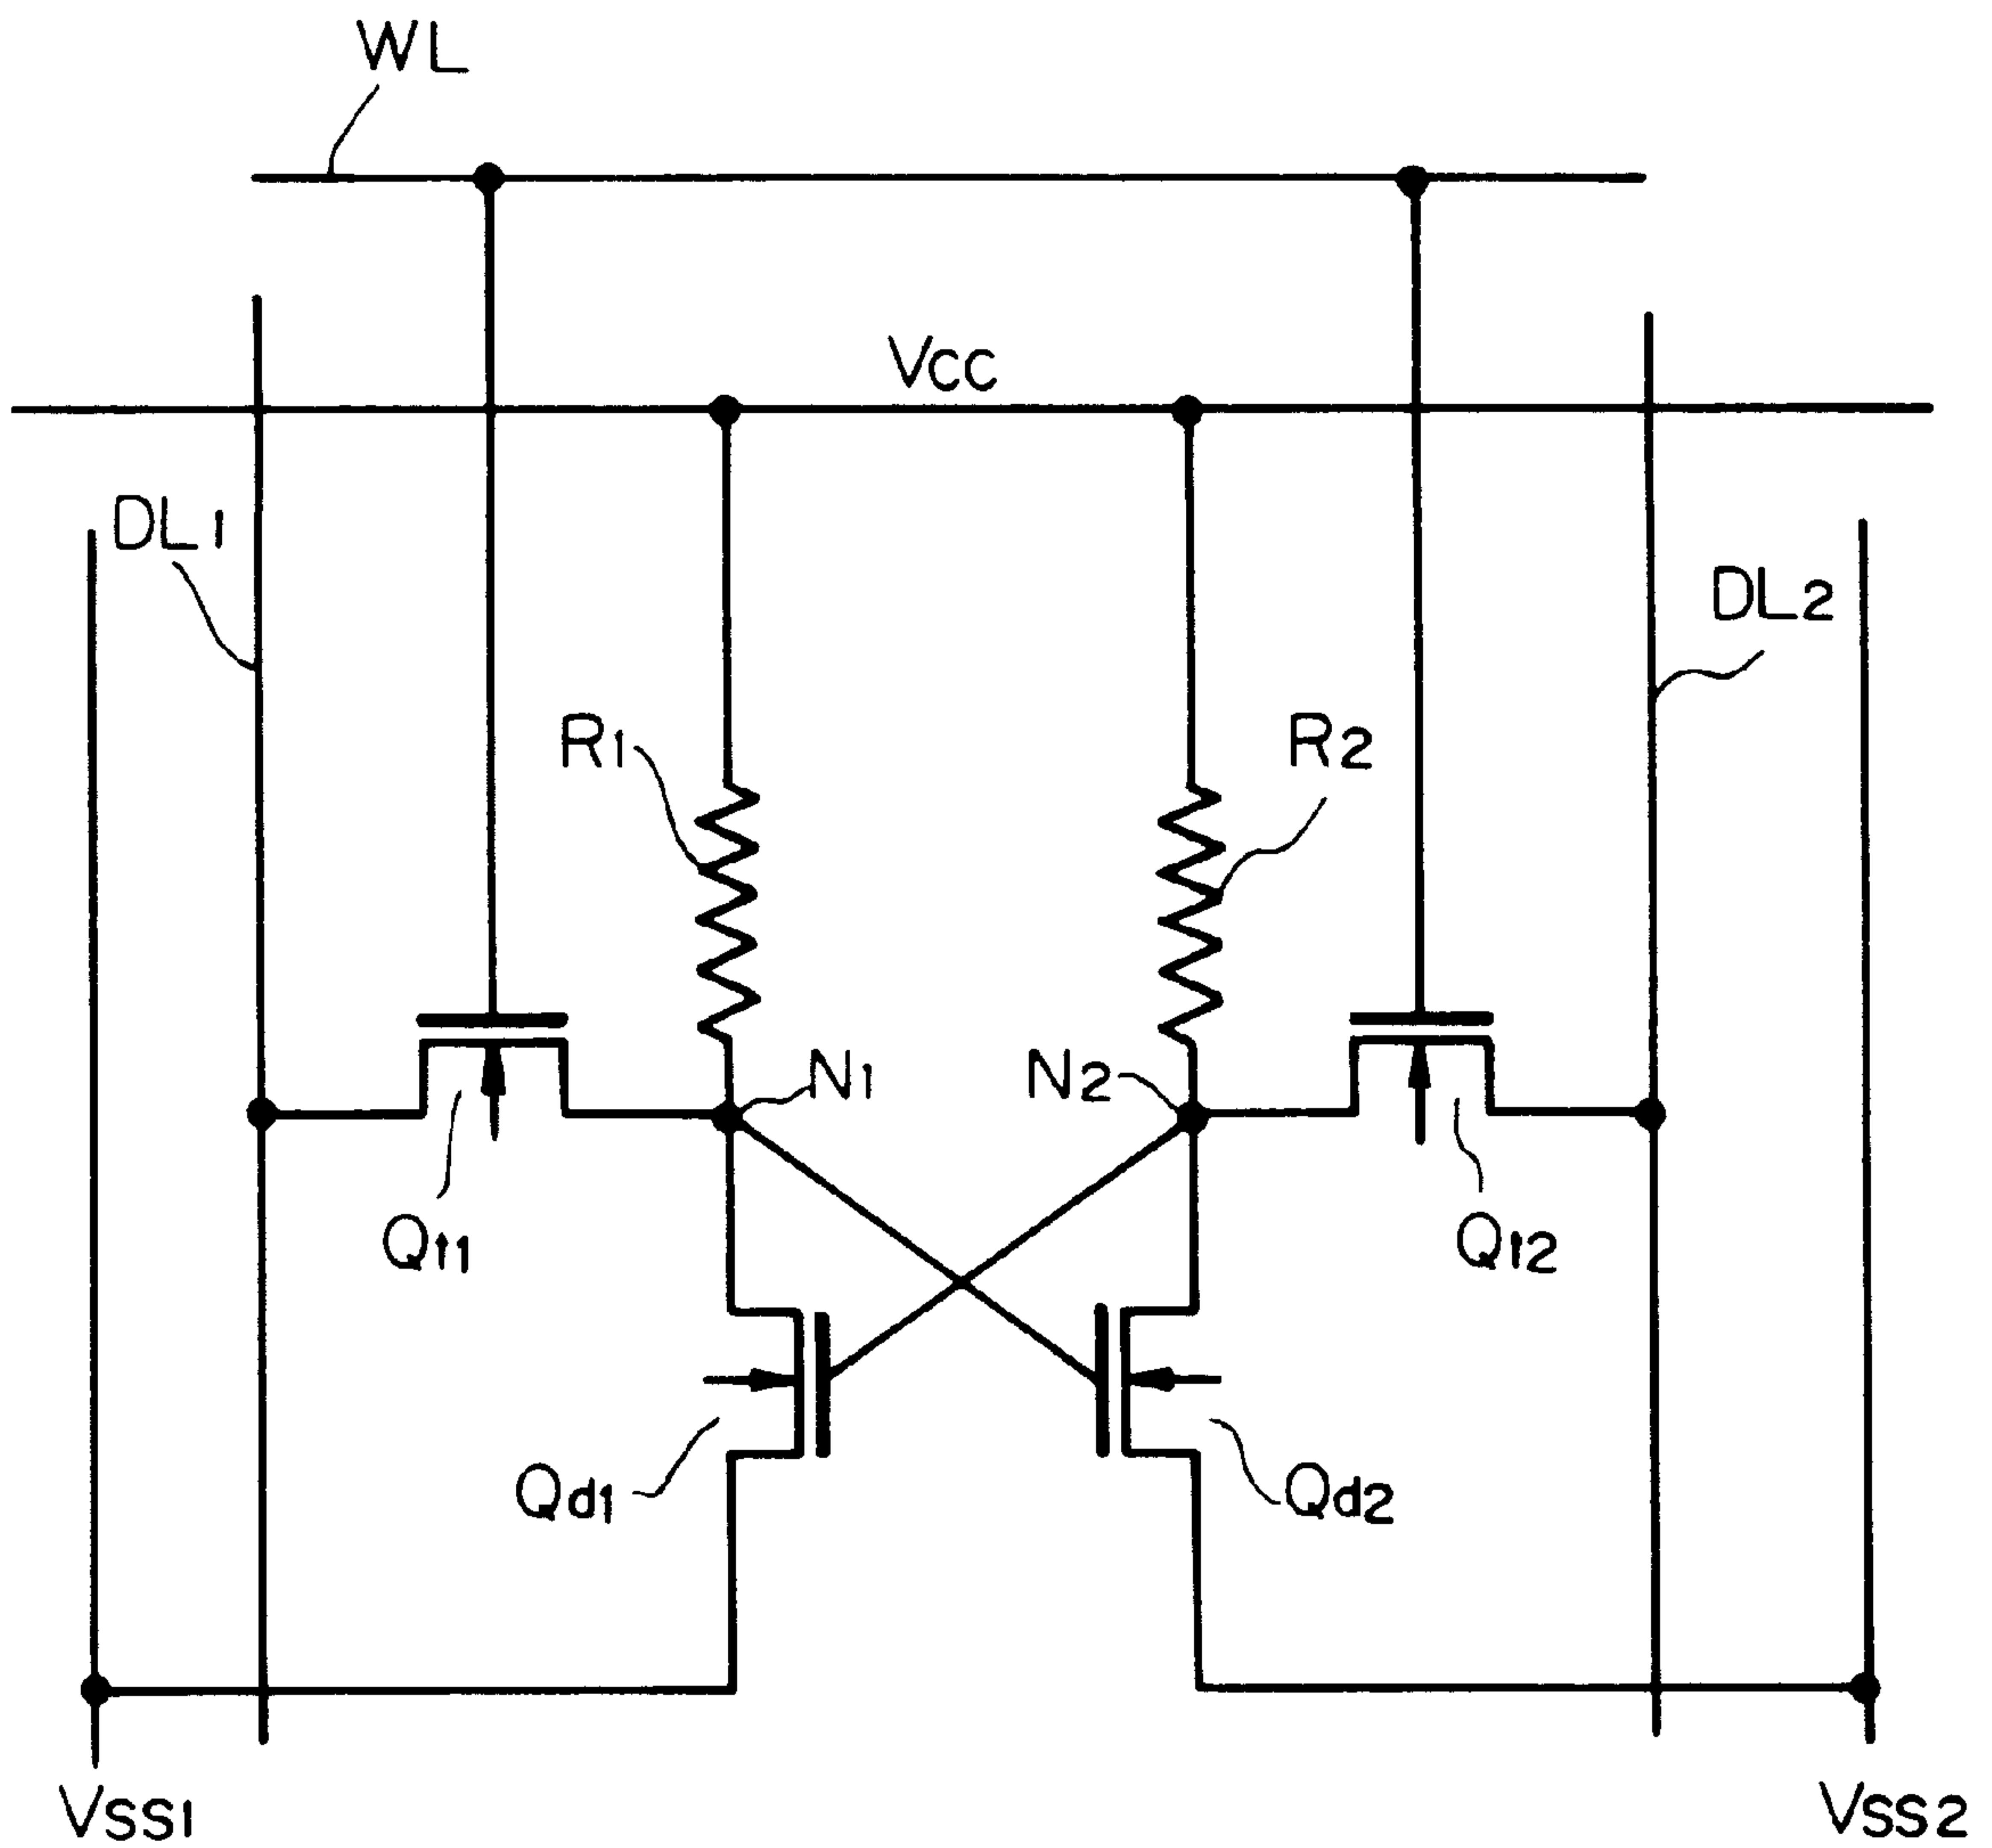 WL
VCC
DL1
DL2
R1
R2
N1
N2
Qt1
Qt2
Qd1
Qd2
VSS1
VSS2